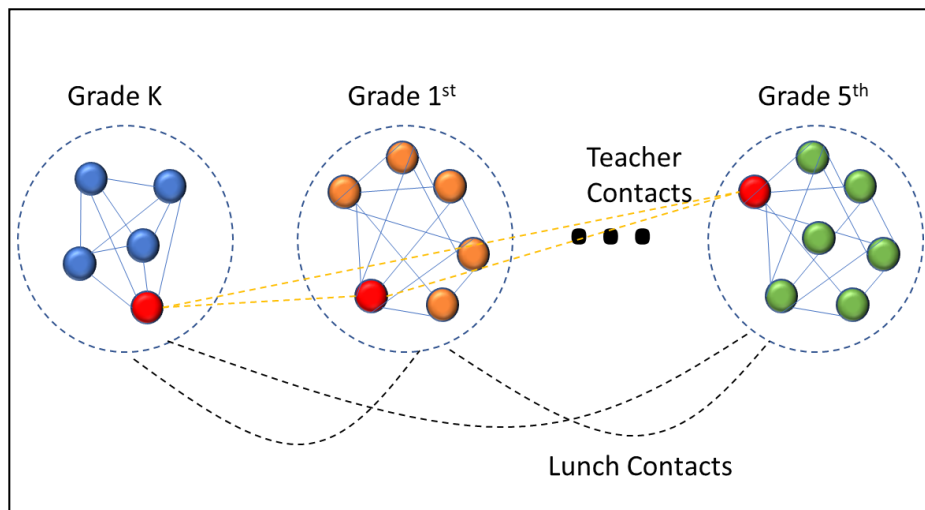 Grade K
Grade 1st
Grade 5th
Teacher
Contacts
Lunch Contacts